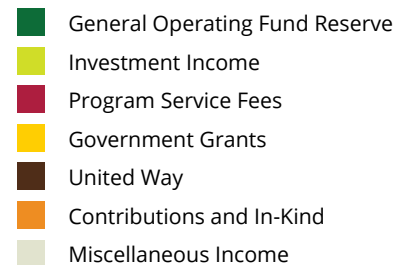 General Operating Fund Reserve
Investment Income
Program Service Fees
Government Grants
United Way
Contributions and In-Kind
Miscellaneous Income